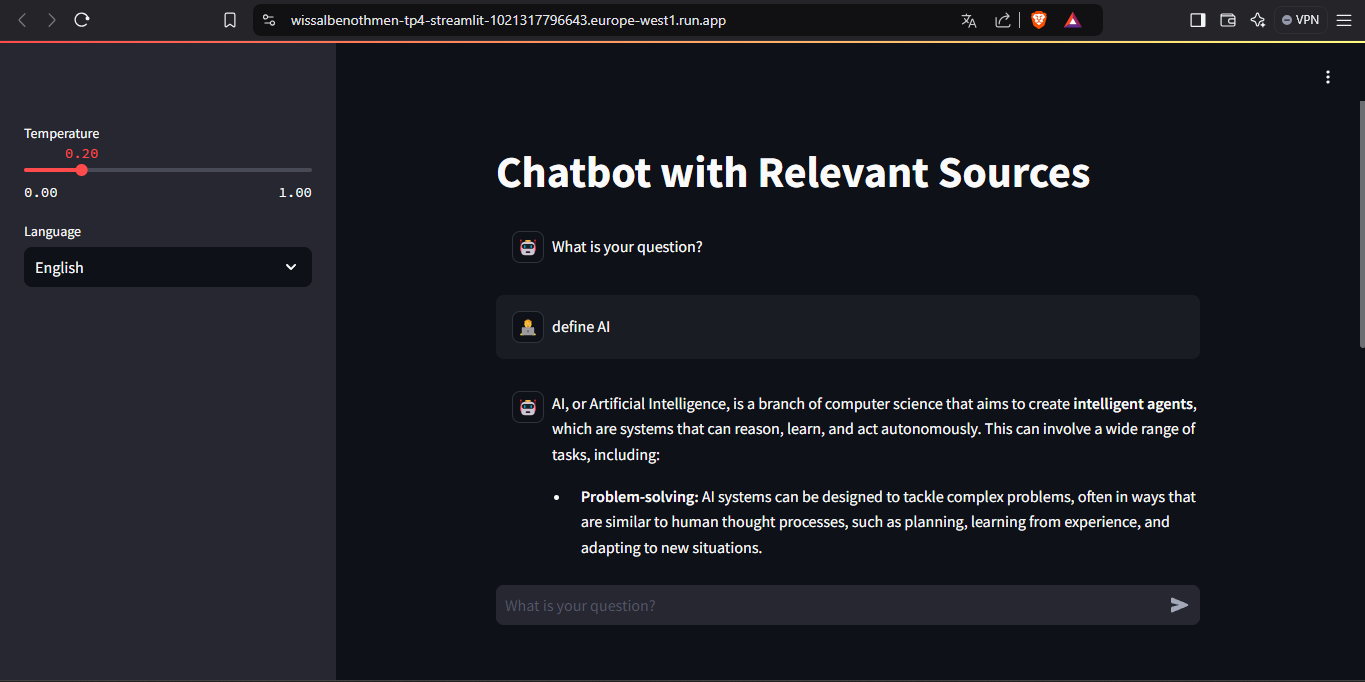 wissalbenothmen-tp4-streamlit-1021317796643.europe-west1.run.app
VPN
Temperature
0.20
0.00 1.00
Language
English
Chatbot with Relevant Sources
What is your question?
define AI
AI, or Artificial Intelligence, is a branch of computer science that aims to create intelligent agents,
which are systems that can reason, learn, and act autonomously. This can involve a wide range of
tasks, including:
• Problem-solving: AI systems can be designed to tackle complex problems, often in ways that
are similar to human thought processes, such as planning, learning from experience, and
adapting to new situations.
What is your question?